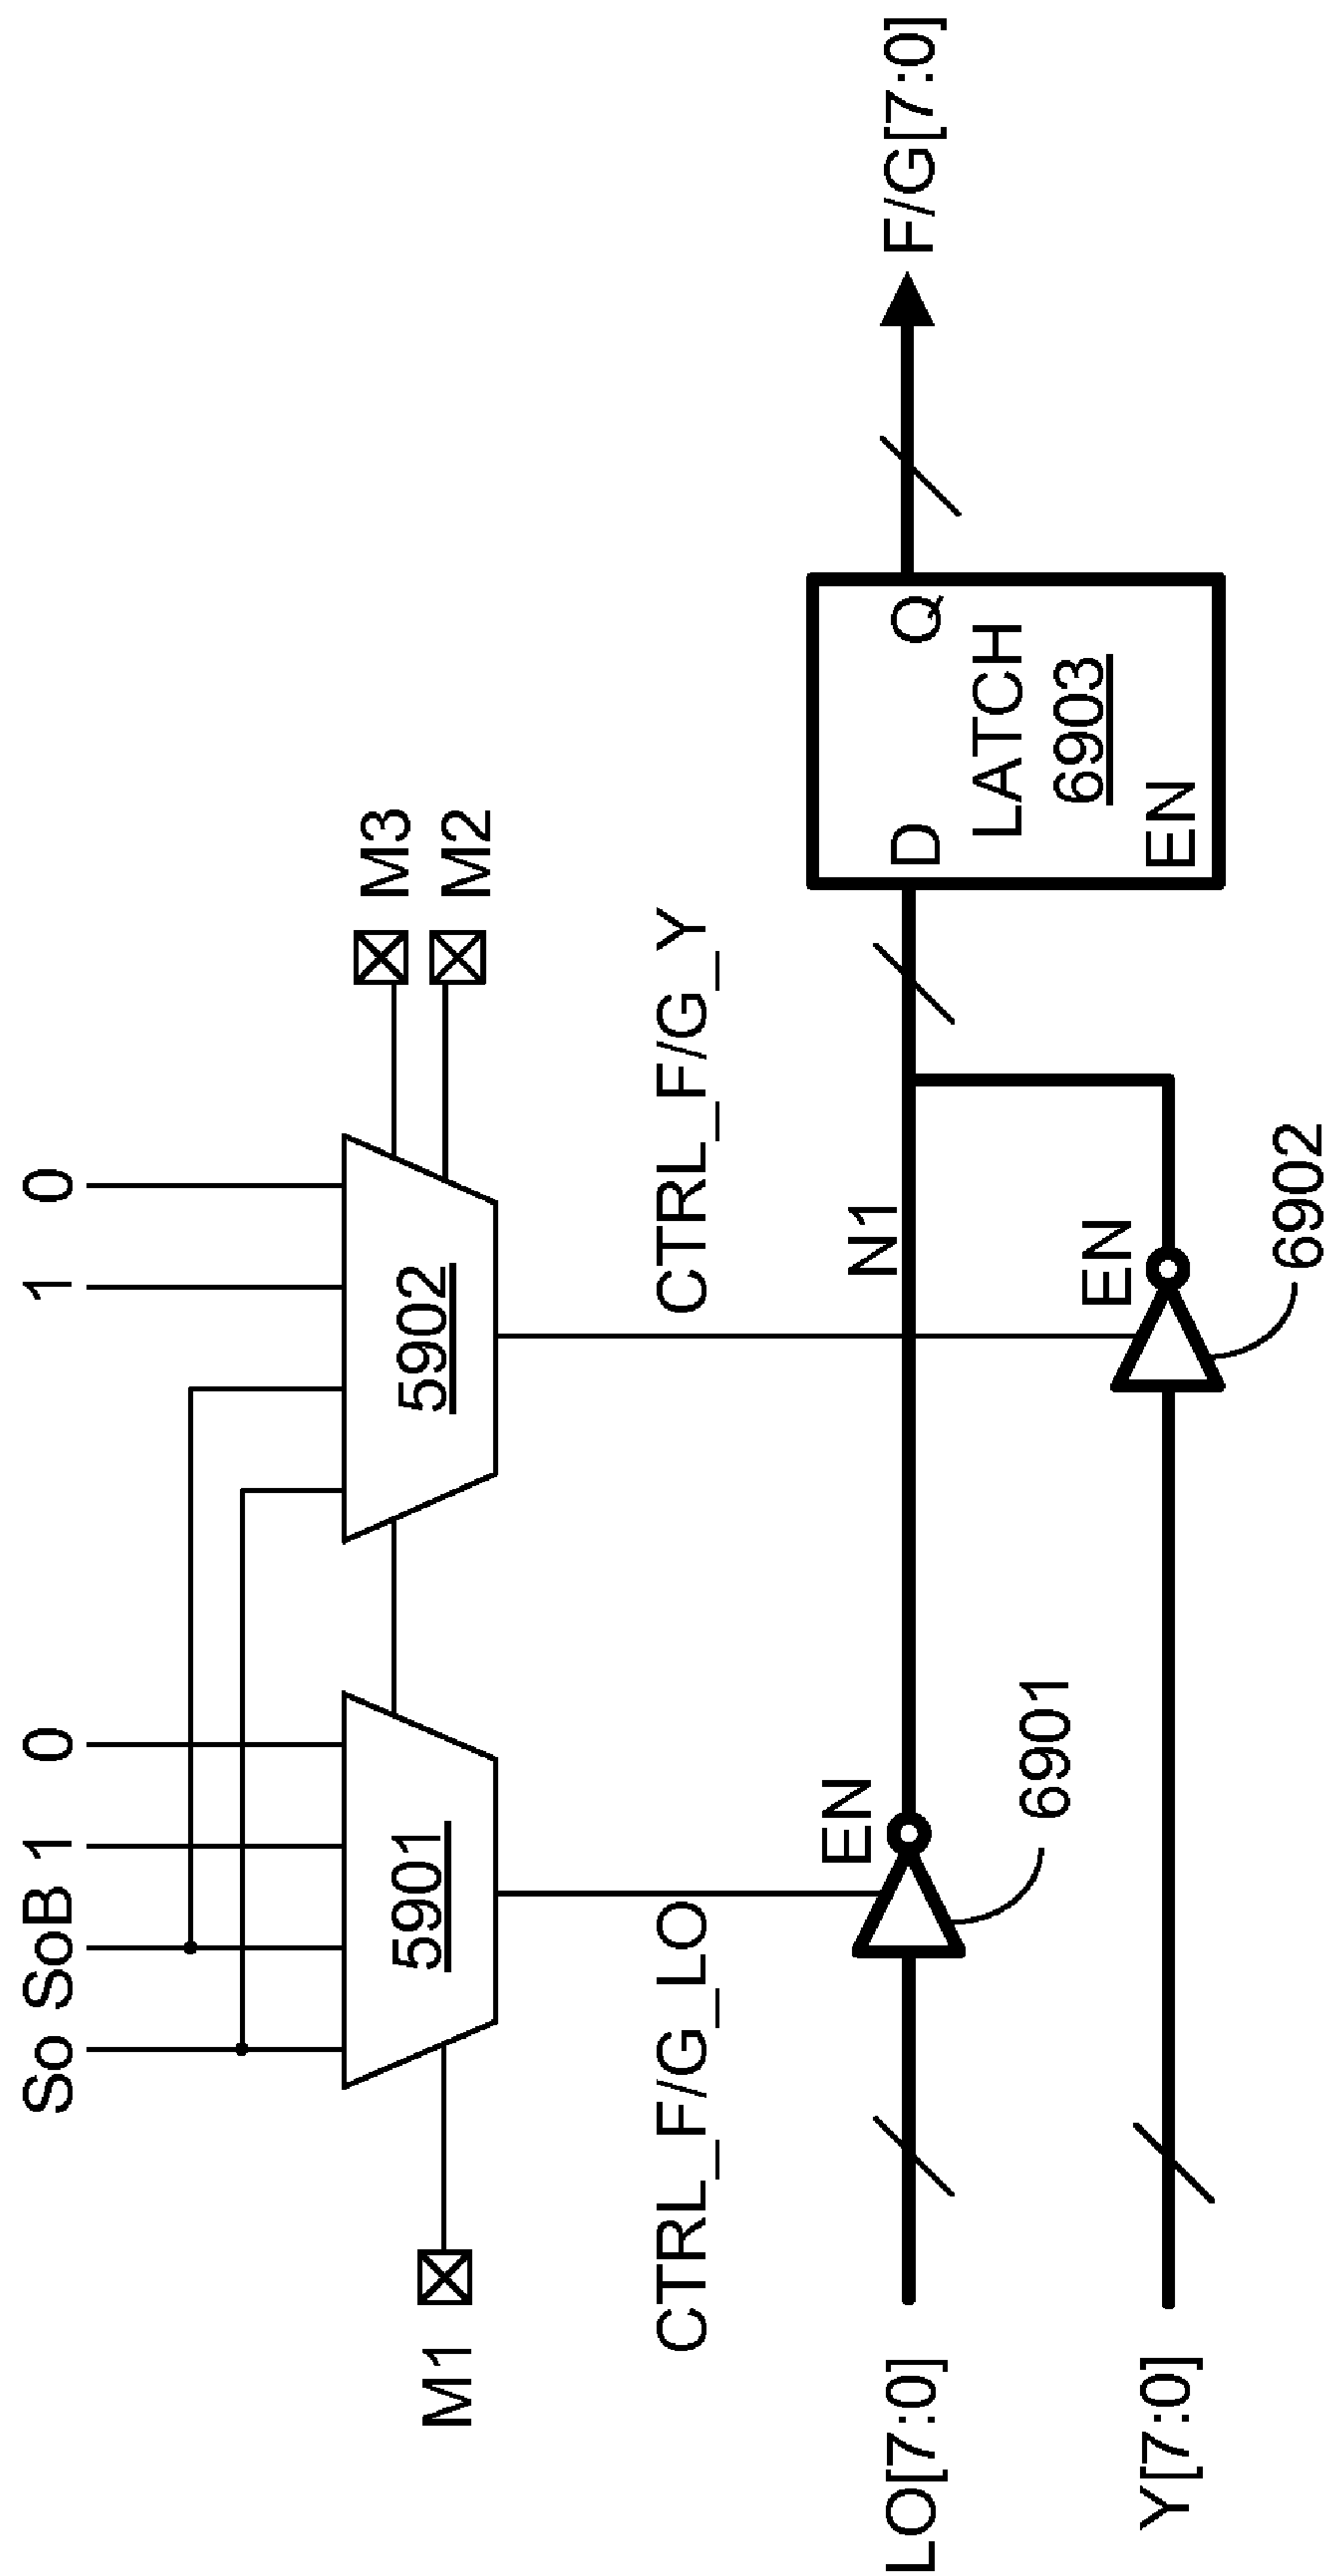 So SoB 1 0
1 0
5901
5902
M3
M2
M1
CTRL_F/G_LO
CTRL_F/G_Y
LO[7:0]
EN
6901
N1
D
Q
LATCH
6903
EN
F/G[7:0]
Y[7:0]
EN
6902